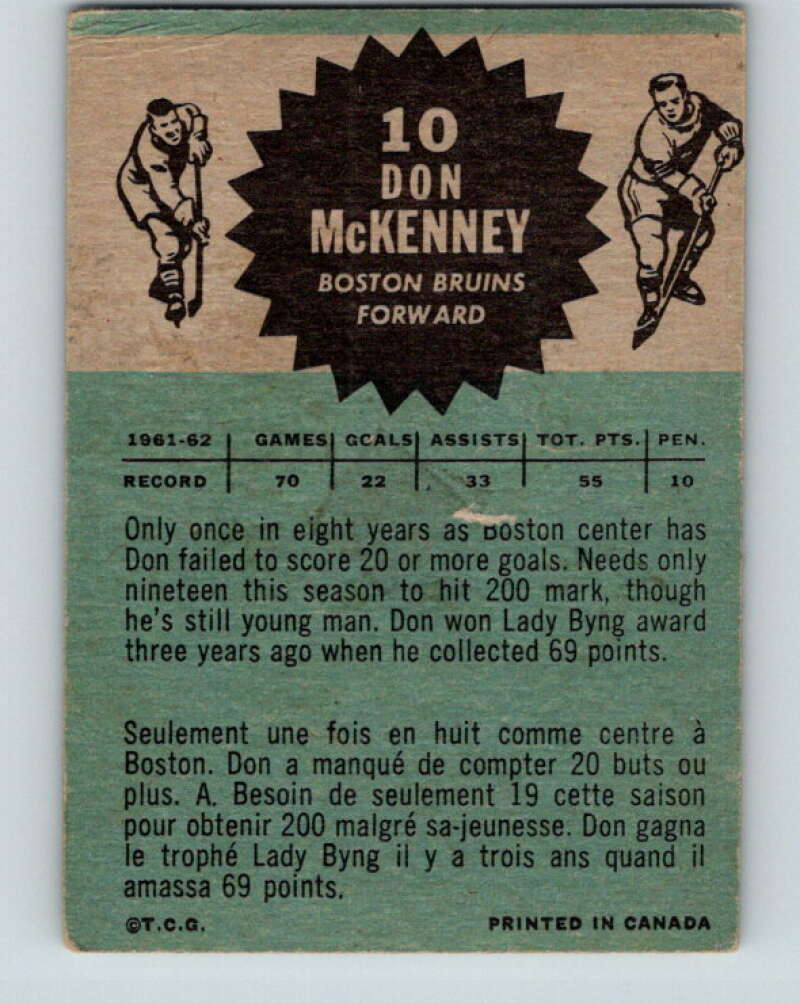 10
DON
McKENNEY
BOSTON BRUINS
FORWARD
1961-62 GAMES GOALS ASSISTS TOT. PTS. PEN.
RECORD 70 22 33 55 10
Only once in eight years as Boston center has
Don failed to score 20 or more goals. Needs only
nineteen this season to hit 200 mark, though
he's still young man. Don won Lady Byng award
three years ago when he collected 69 points.
Seulement une fois en huit comme centre à
Boston. Don a manqué de compter 20 buts ou
plus. A. Besoin de seulement 19 cette saison
pour obtenir 200 malgré sa-jeunesse. Don gagna
le trophé Lady Byng il y a trois ans quand il
amassa 69 points.
©T.C.G. PRINTED IN CANADA